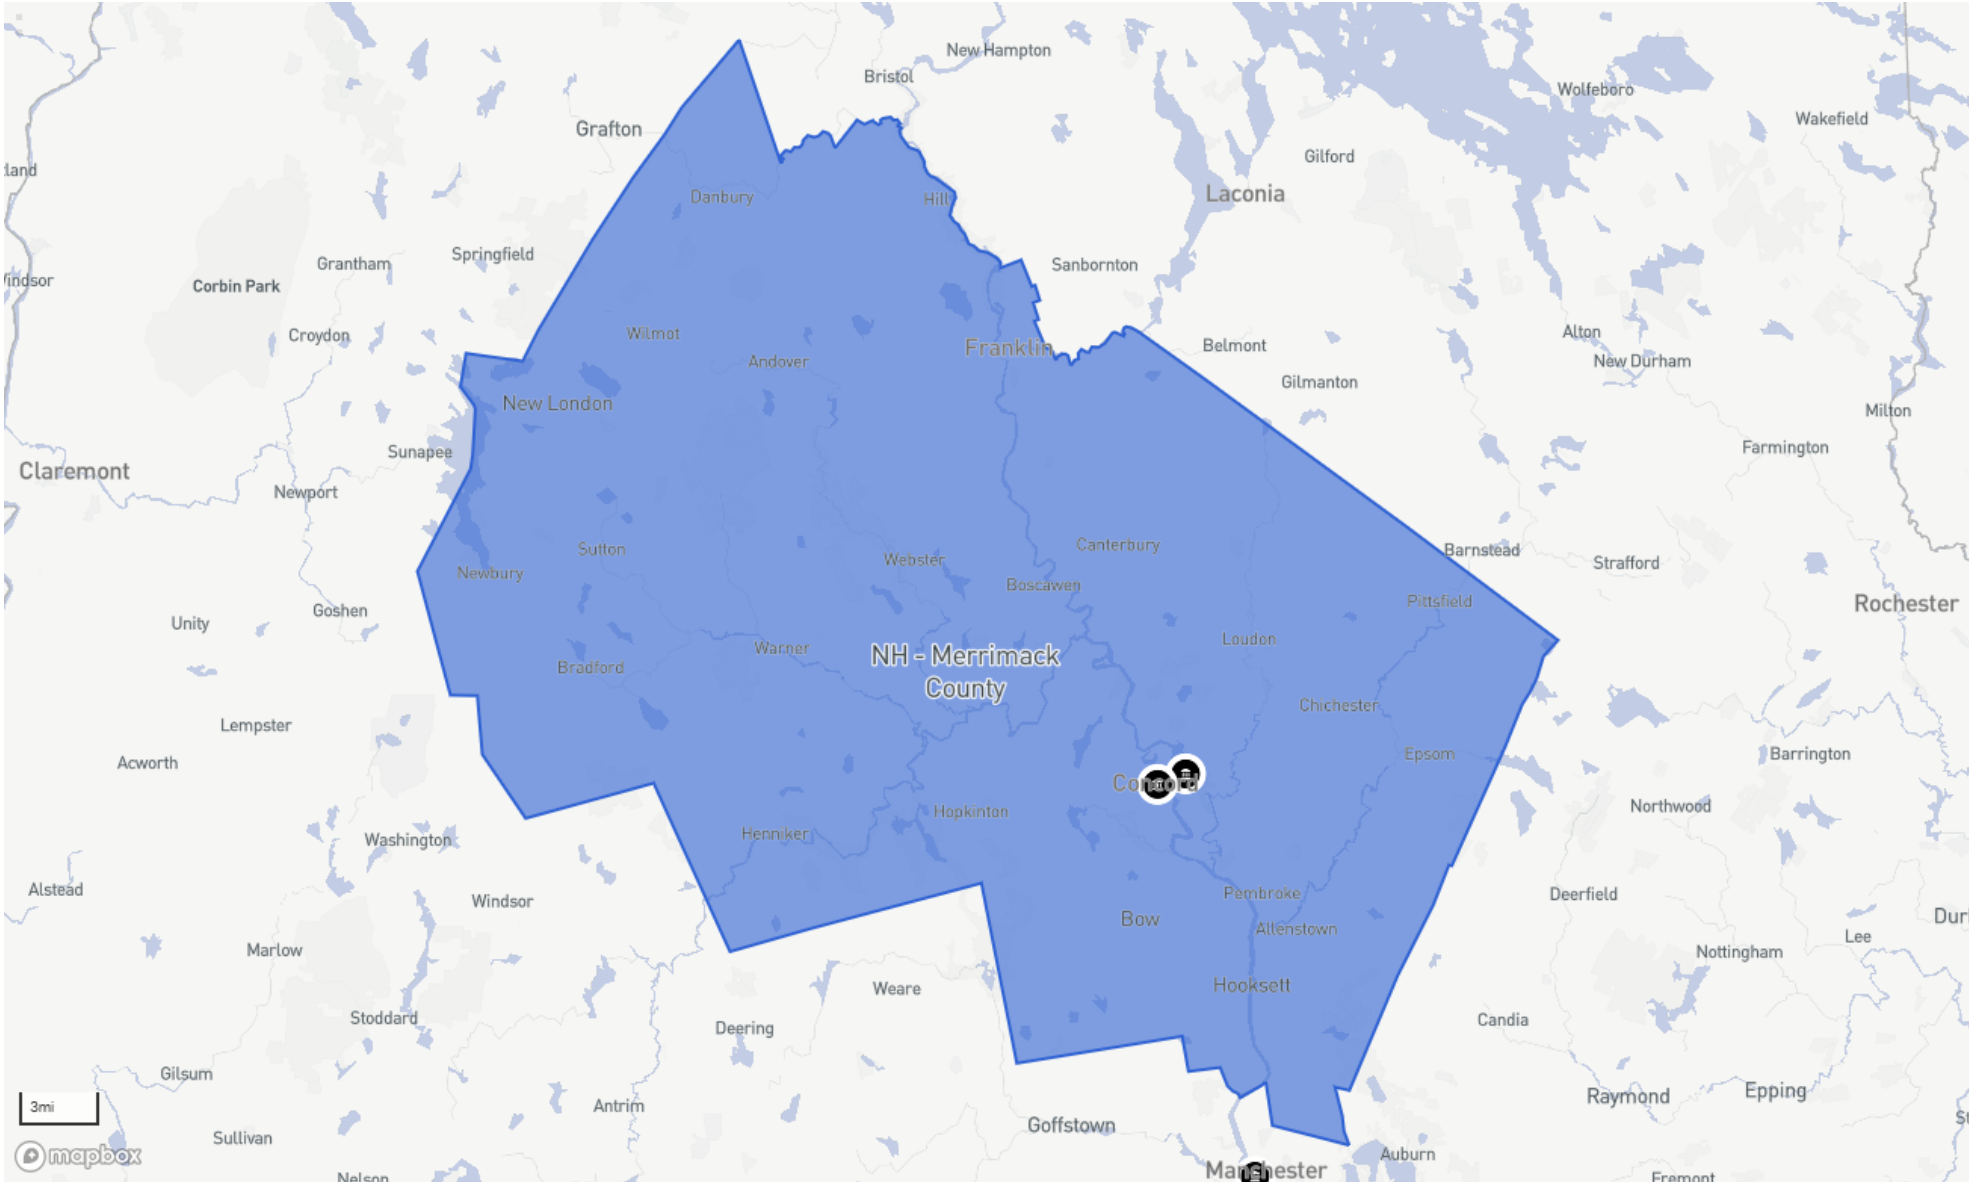 New Hampton
Bristol
Wolfeboro
Wakefield
Grafton
Gilford
Danbury
Hill
Laconia
Springfield
Grantham
Sanbornton
Corbin Park
Croydon
Wilmot
Franklin
Belmont
Alton
Andover
New Durham
Gilmanton
New London
Milton
Sunapee
Farmington
Claremont
Newport
Sutton
Canterbury
Barnstead
Webster
Strafford
Newbury
Boscawen
Pittsfield
Rochester
Goshen
Unity
Loudon
Warner
NH - Merrimack
County
Bradford
Chichester
Lempster
Epsom
Barrington
Acworth
Concord
Northwood
Hopkinton
Henniker
Washington
Alstead
Pembroke
Deerfield
Windsor
Bow
Allenstown
Lee
Marlow
Nottingham
Hooksett
Weare
Stoddard
Deering
Candia
Gilsum
Epping
Raymond
3mi
Antrim
Goffstown
Sullivan
mapbox
Auburn
Manchester
Nelson
Fremont